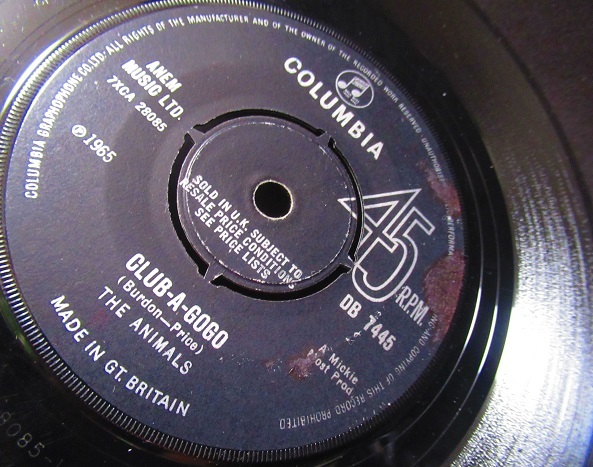 COLUMBIA GRAPHOPHONE CO.LTD.-ALL RIGHTS OF THE MANUFACTURER AND OF THE OWNER OF THE RECORDED WORK RESERVED
COLUMBIA
ANEM
MUSIC LTD.
7XCA 28085
℗1965
45
R.P.M.
DB 7445
SOLD IN U.K. SUBJECT TO
RESALE PRICE CONDITIONS
SEE PRICE LISTS
CLUB-A-GOGO
(Burdon—Price)
THE ANIMALS
A Mickie
Most Prod
MADE IN GT. BRITAIN
AND COPYING OF THIS RECORD PROHIBITED